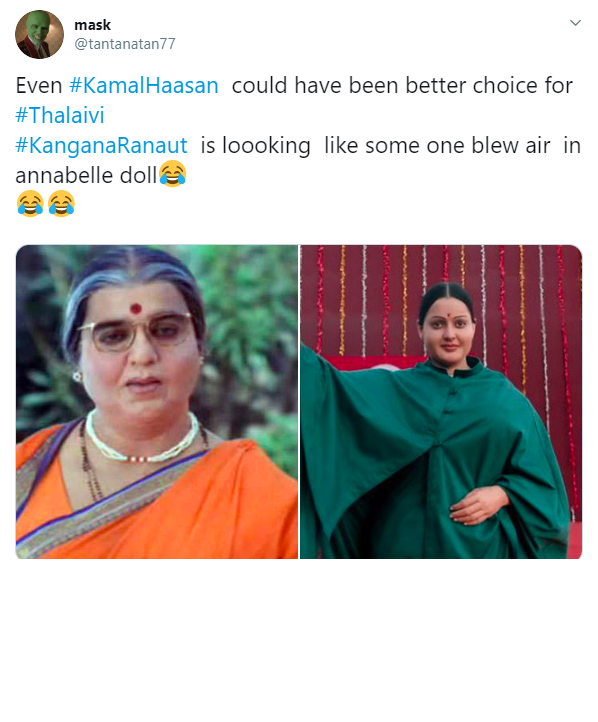 mask
@tantanatan77
Even #KamalHaasan could have been better choice for
#Thalaivi
#KanganaRanaut is loooking like some one blew air in
annabelle doll😂
😂😂